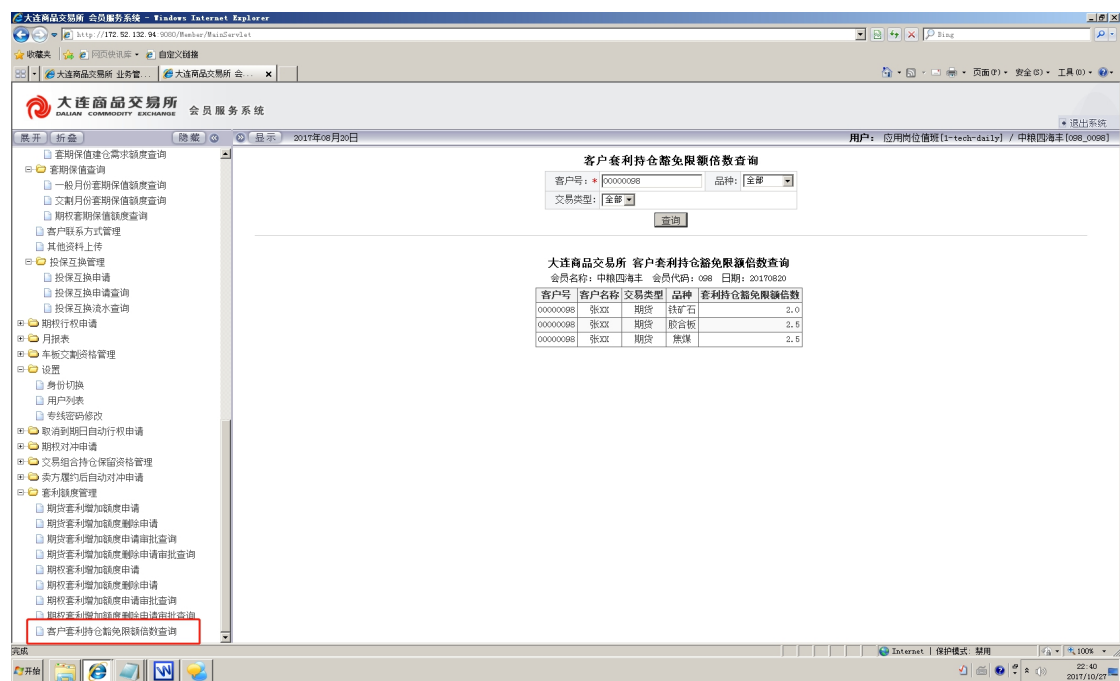 大连商品交易所 会员服务系统 - Windows Internet Explorer
http://172.52.132.94:9080/Member/MainServlet
Bing
收藏夹 网页快讯库 自定义链接
大连商品交易所 业务管... 大连商品交易所 会... 页面(P) 安全(S) 工具(O)
大连商品交易所 会员服务系统
DALIAN COMMODITY EXCHANGE
退出系统
展开 折叠 隐藏 显示 2017年08月20日 用户: 应用岗位值班[1-tech-daily] / 中粮四海丰[098_0098]
套期保值建仓需求额度查询
套期保值查询
一般月份套期保值额度查询
交割月份套期保值额度查询
期权套期保值额度查询
客户联系方式管理
其他资料上传
投保互换管理
投保互换申请
投保互换申请查询
投保互换流水查询
期权行权申请
月报表
车板交割资格管理
设置
身份切换
用户列表
专线密码修改
取消到期日自动行权申请
期权对冲申请
交易组合持仓保留资格管理
卖方履约后自动对冲申请
套利额度管理
期货套利增加额度申请
期货套利增加额度删除申请
期货套利增加额度申请审批查询
期货套利增加额度删除申请审批查询
期权套利增加额度申请
期权套利增加额度删除申请
期权套利增加额度申请审批查询
期权套利增加额度删除申请审批查询
客户套利持仓豁免限额倍数查询
客户套利持仓豁免限额倍数查询
客户号: * 00000098 品种: 全部
交易类型: 全部
查询
大连商品交易所 客户套利持仓豁免限额倍数查询
会员名称: 中粮四海丰 会员代码: 098 日期: 20170820
客户号 客户名称 交易类型 品种 套利持仓豁免限额倍数
00000098 张XX 期货 铁矿石 2.0
00000098 张XX 期货 胶合板 2.5
00000098 张XX 期货 焦煤 2.5
完成 Internet | 保护模式: 禁用 100%
开始 22:40
2017/10/27